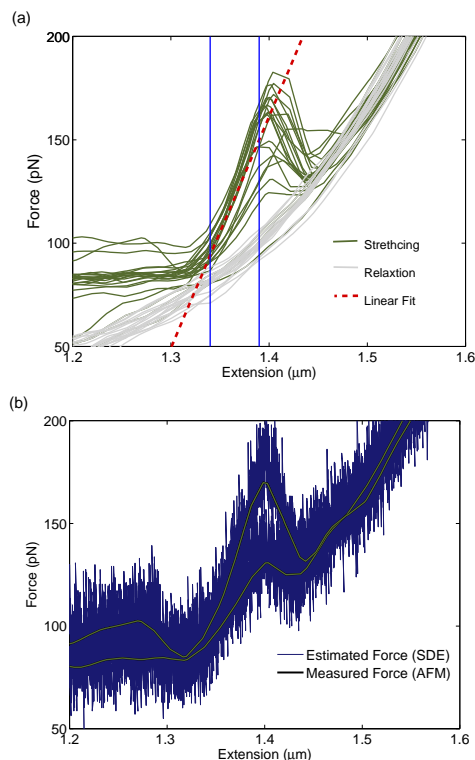 (a)
200
200
150
100
50
Force (pN)
Strethcing
Relaxtion
Linear Fit
1.2
1.3
1.4
1.5
1.6
Extension (μm)
(b)
200
150
100
50
Force (pN)
Estimated Force (SDE)
Measured Force (AFM)
1.2
1.3
1.4
1.5
1.6
Extension (μm)